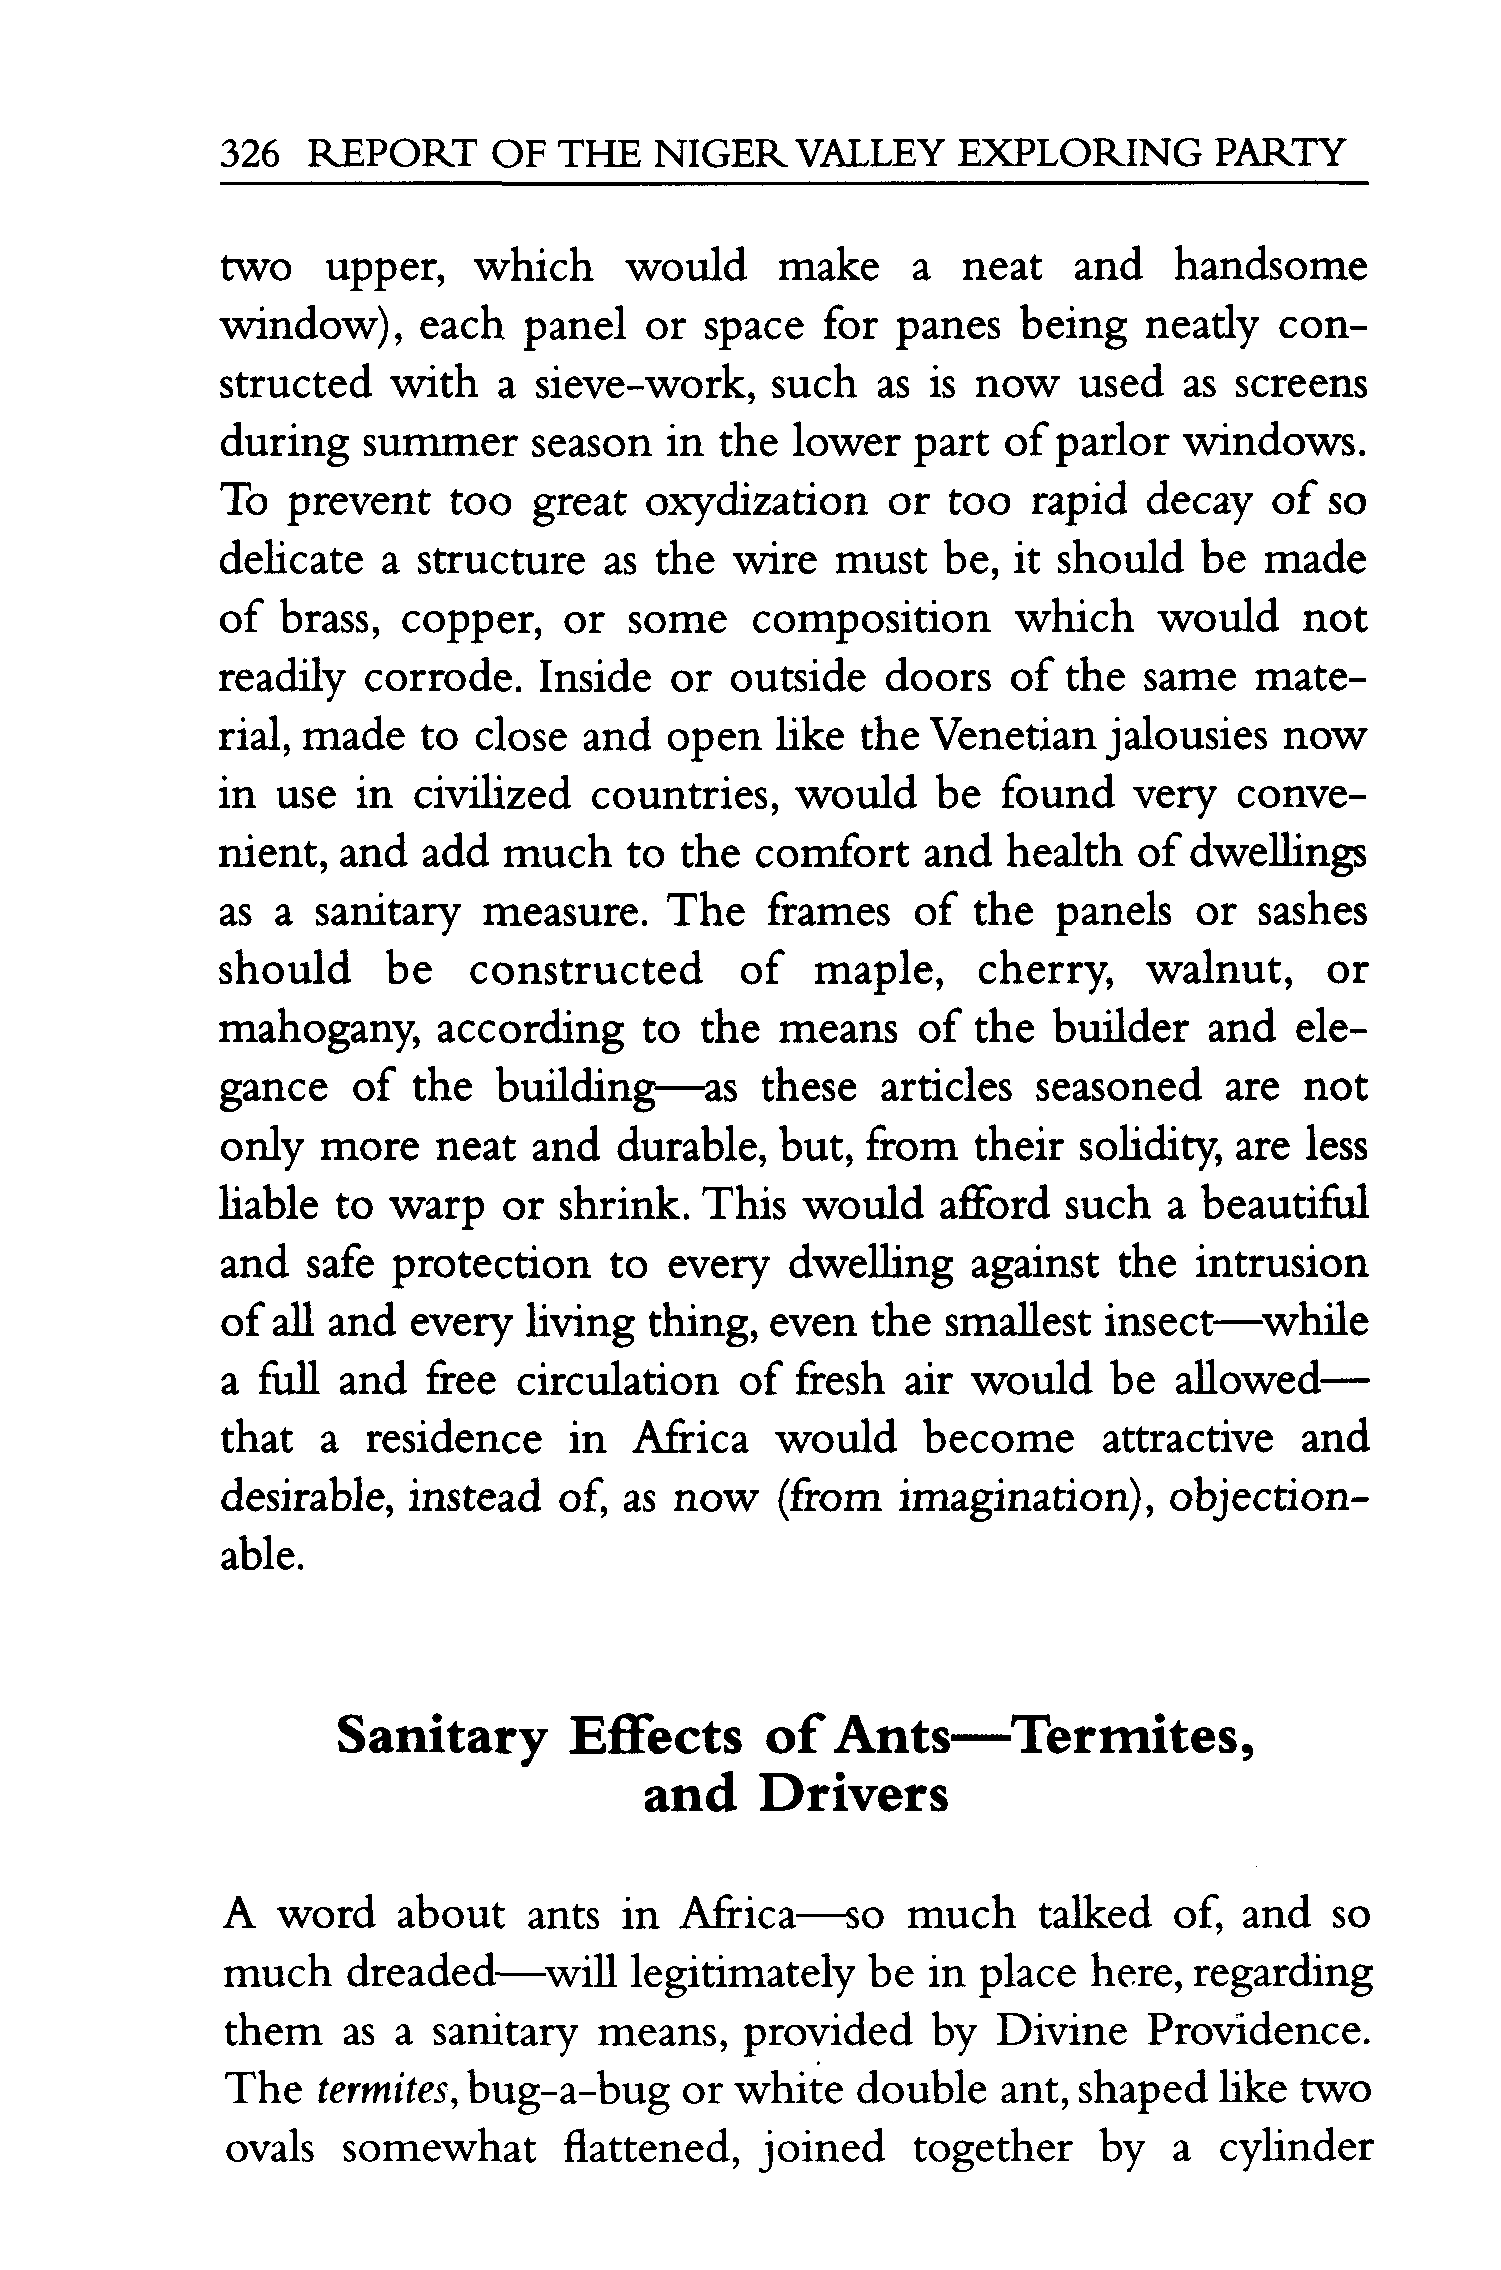 326 REPORT OF THE NIGER VALLEY EXPLORING PARTY
two upper, which would make a neat and handsome
window), each panel or space for panes being neatly con-
structed with a sieve-work, such as is now used as screens
during summer season in the lower part of parlor windows.
To prevent too great oxydization or too rapid decay of so
delicate a structure as the wire must be, it should be made
of brass, copper, or some composition which would not
readily corrode. Inside or outside doors of the same mate-
rial, made to close and open like the Venetian jalousies now
in use in civilized countries, would be found very conve-
nient, and add much to the comfort and health of dwellings
as a sanitary measure. The frames of the panels or sashes
should be constructed of maple, cherry, walnut, or
mahogany, according to the means of the builder and ele-
gance of the building—as these articles seasoned are not
only more neat and durable, but, from their solidity, are less
liable to warp or shrink. This would afford such a beautiful
and safe protection to every dwelling against the intrusion
of all and every living thing, even the smallest insect—while
a full and free circulation of fresh air would be allowed—
that a residence in Africa would become attractive and
desirable, instead of, as now (from imagination), objection-
able.
Sanitary Effects of Ants—Termites,
and Drivers
A word about ants in Africa—so much talked of, and so
much dreaded—will legitimately be in place here, regarding
them as a sanitary means, provided by Divine Providence.
The termites, bug-a-bug or white double ant, shaped like two
ovals somewhat flattened, joined together by a cylinder